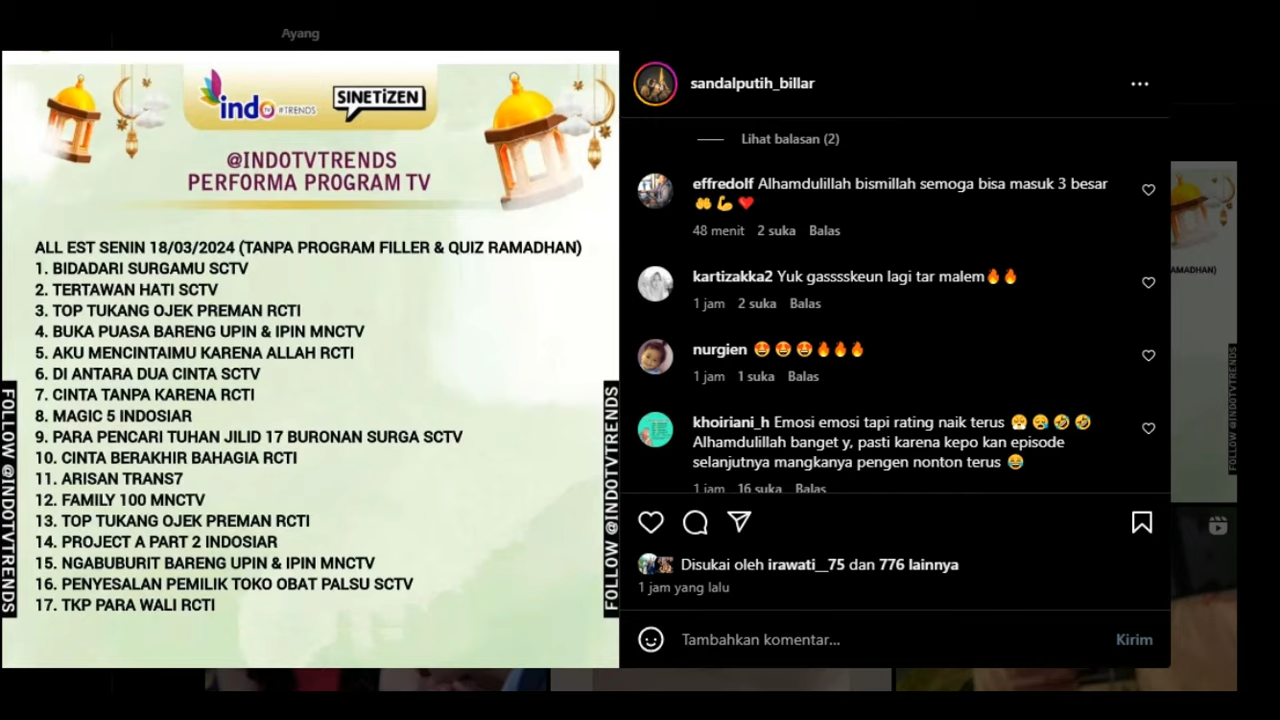 Ayang
indo TV #TRENDS
SINETIZEN
@INDOTVTRENDS
PERFORMA PROGRAM TV
ALL EST SENIN 18/03/2024 (TANPA PROGRAM FILLER & QUIZ RAMADHAN)
1. BIDADARI SURGAMU SCTV
2. TERTAWAN HATI SCTV
3. TOP TUKANG OJEK PREMAN RCTI
4. BUKA PUASA BARENG UPIN & IPIN MNCTV
5. AKU MENCINTAIMU KARENA ALLAH RCTI
6. DI ANTARA DUA CINTA SCTV
7. CINTA TANPA KARENA RCTI
8. MAGIC 5 INDOSIAR
9. PARA PENCARI TUHAN JILID 17 BURONAN SURGA SCTV
10. CINTA BERAKHIR BAHAGIA RCTI
11. ARISAN TRANS7
12. FAMILY 100 MNCTV
13. TOP TUKANG OJEK PREMAN RCTI
14. PROJECT A PART 2 INDOSIAR
15. NGABUBURIT BARENG UPIN & IPIN MNCTV
16. PENYESALAN PEMILIK TOKO OBAT PALSU SCTV
17. TKP PARA WALI RCTI
FOLLOW @INDOTVTRENDS
FOLLOW @INDOTVTRENDS
sandalputih_billar
Lihat balasan (2)
effredolf Alhamdulillah bismillah semoga bisa masuk 3 besar
🤲💪❤️
48 menit 2 suka Balas
kartizakka2 Yuk gasssskeun lagi tar malem🔥🔥
1 jam 2 suka Balas
nurgien 🤩🤩🤩🔥🔥🔥
1 jam 1 suka Balas
khoiriani_h Emosi emosi tapi rating naik terus 😤😪🤣🤣
Alhamdulillah banget y, pasti karena kepo kan episode
selanjutnya mangkanya pengen nonton terus 😂
1 jam 16 suka Balas
Disukai oleh irawati__75 dan 776 lainnya
1 jam yang lalu
Tambahkan komentar...
Kirim
AMADHAN)
FOLLOW @INDOTVTRENDS